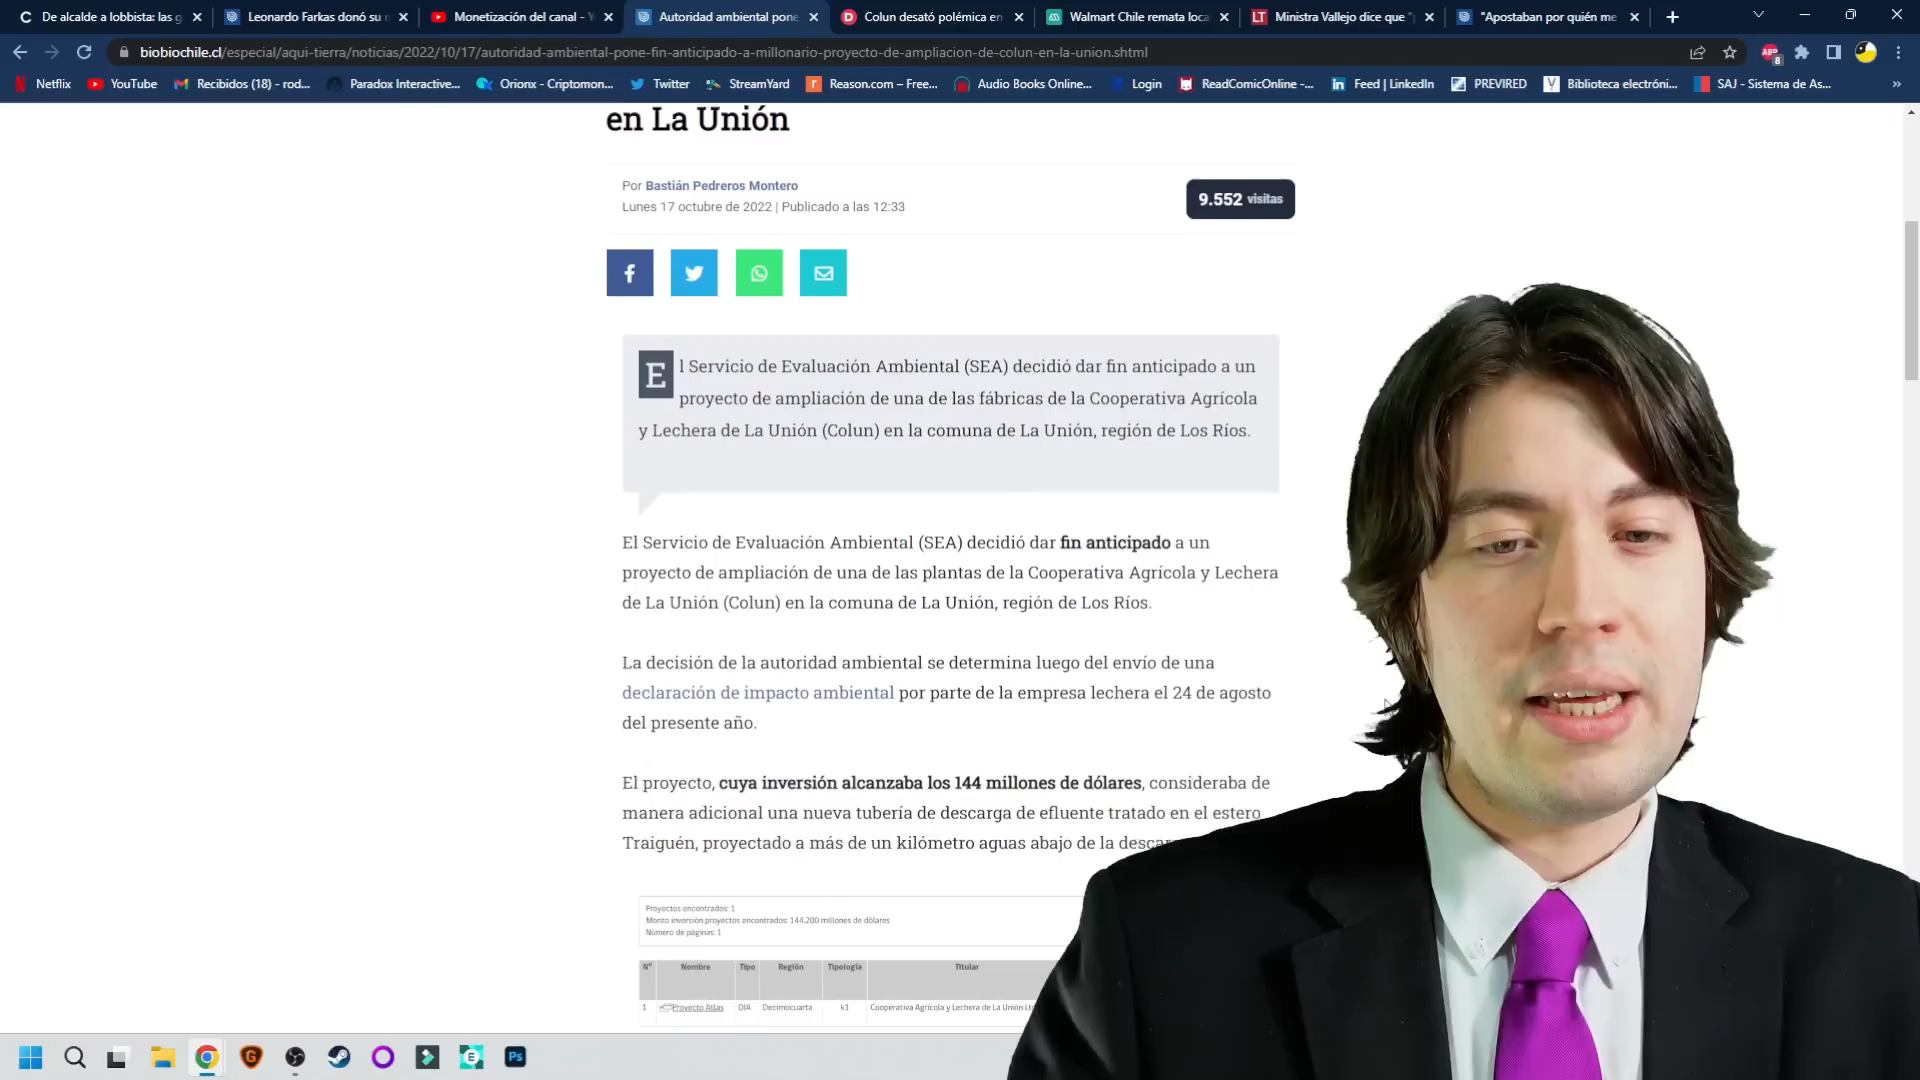 De alcalde a lobbista: las g
Leonardo Farkas donó su n
Monetización del canal - Y
Autoridad ambiental pone
Colun desató polémica en
Walmart Chile remata loca
Ministra Vallejo dice que "p
"Apostaban por quién me
biobiochile.cl/especial/aqui-tierra/noticias/2022/10/17/autoridad-ambiental-pone-fin-anticipado-a-millonario-proyecto-de-ampliacion-de-colun-en-la-union.shtml
ABP
8
Netflix
YouTube
Recibidos (18) - rod...
Paradox Interactive...
Orionx - Criptomon...
Twitter
StreamYard
Reason.com – Free...
Audio Books Online...
Login
ReadComicOnline -...
Feed | LinkedIn
PREVIRED
Biblioteca electróni...
SAJ - Sistema de As...
en La Unión
Por Bastián Pedreros Montero
Lunes 17 octubre de 2022 | Publicado a las 12:33
9.552 visitas
El Servicio de Evaluación Ambiental (SEA) decidió dar fin anticipado a un
proyecto de ampliación de una de las fábricas de la Cooperativa Agrícola
y Lechera de La Unión (Colun) en la comuna de La Unión, región de Los Ríos.
El Servicio de Evaluación Ambiental (SEA) decidió dar fin anticipado a un
proyecto de ampliación de una de las plantas de la Cooperativa Agrícola y Lechera
de La Unión (Colun) en la comuna de La Unión, región de Los Ríos.
La decisión de la autoridad ambiental se determina luego del envío de una
declaración de impacto ambiental por parte de la empresa lechera el 24 de agosto
del presente año.
El proyecto, cuya inversión alcanzaba los 144 millones de dólares, consideraba de
manera adicional una nueva tubería de descarga de efluente tratado en el estero
Traiguén, proyectado a más de un kilómetro aguas abajo de la descar
Proyectos encontrados: 1
Monto inversión proyectos encontrados: 144,200 millones de dólares
Número de páginas: 1
Nº Nombre Tipo Región Tipología Titular
1 Proyecto Atlas DIA Decimocuarta k1 Cooperativa Agrícola y Lechera de La Unión Lt
Ps